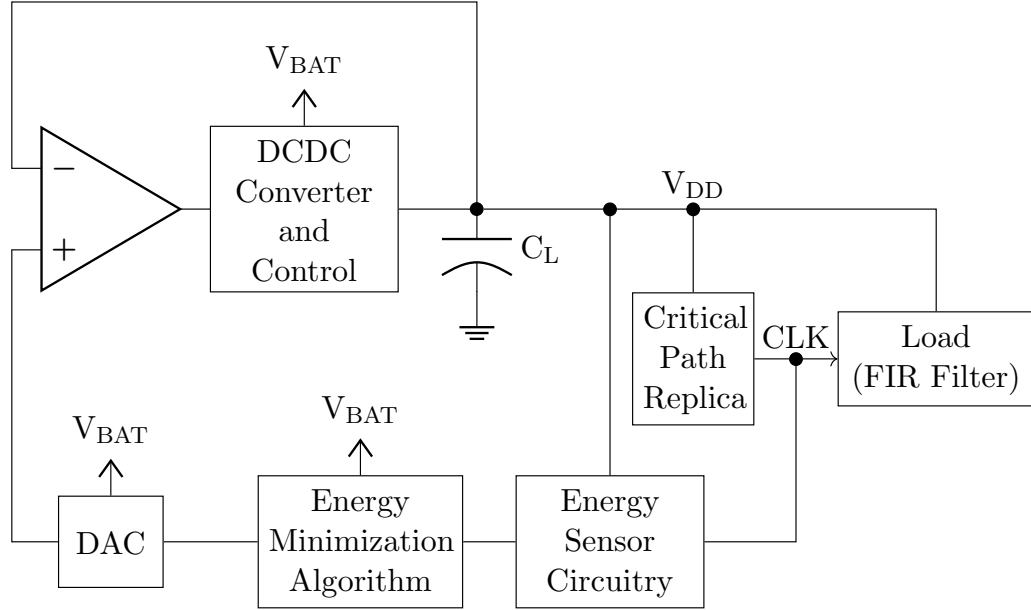 V_BAT
−
+
DCDC
Converter
and
Control
C_L
V_DD
Critical
Path
Replica
CLK
Load
(FIR Filter)
V_BAT
DAC
V_BAT
Energy
Minimization
Algorithm
Energy
Sensor
Circuitry